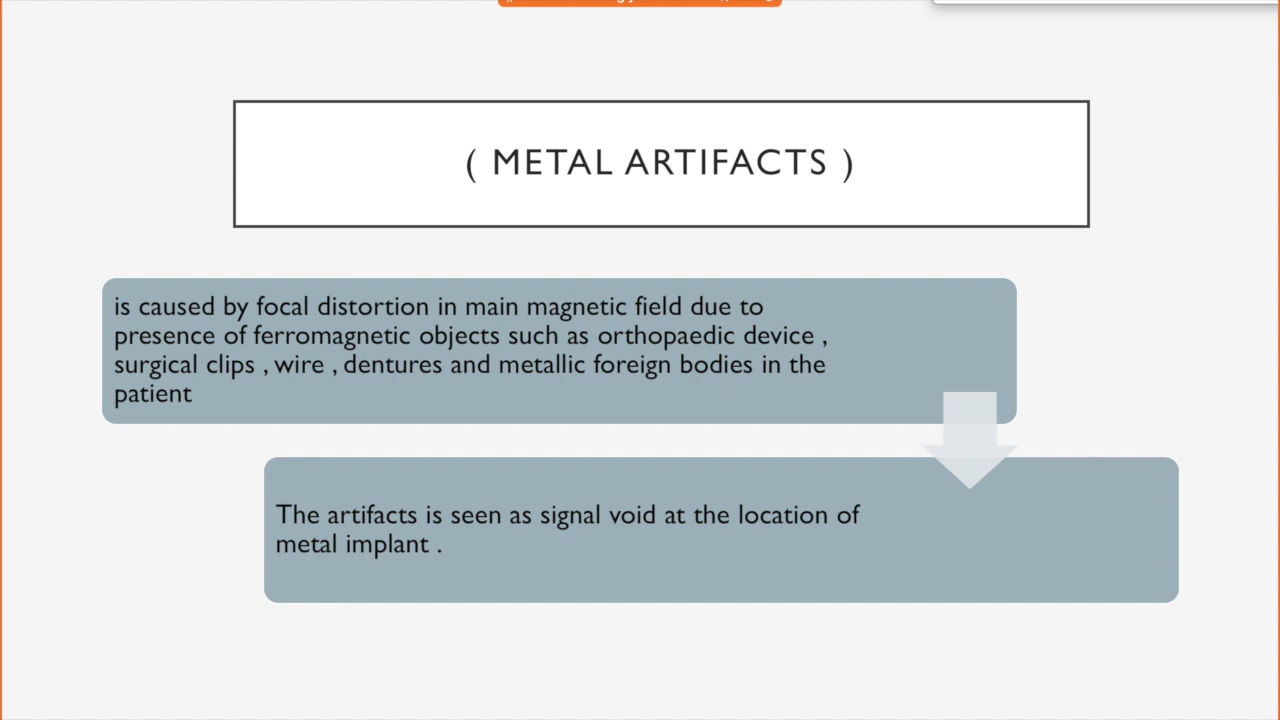 ( METAL ARTIFACTS )
is caused by focal distortion in main magnetic field due to
presence of ferromagnetic objects such as orthopaedic device ,
surgical clips , wire , dentures and metallic foreign bodies in the
patient
The artifacts is seen as signal void at the location of
metal implant .